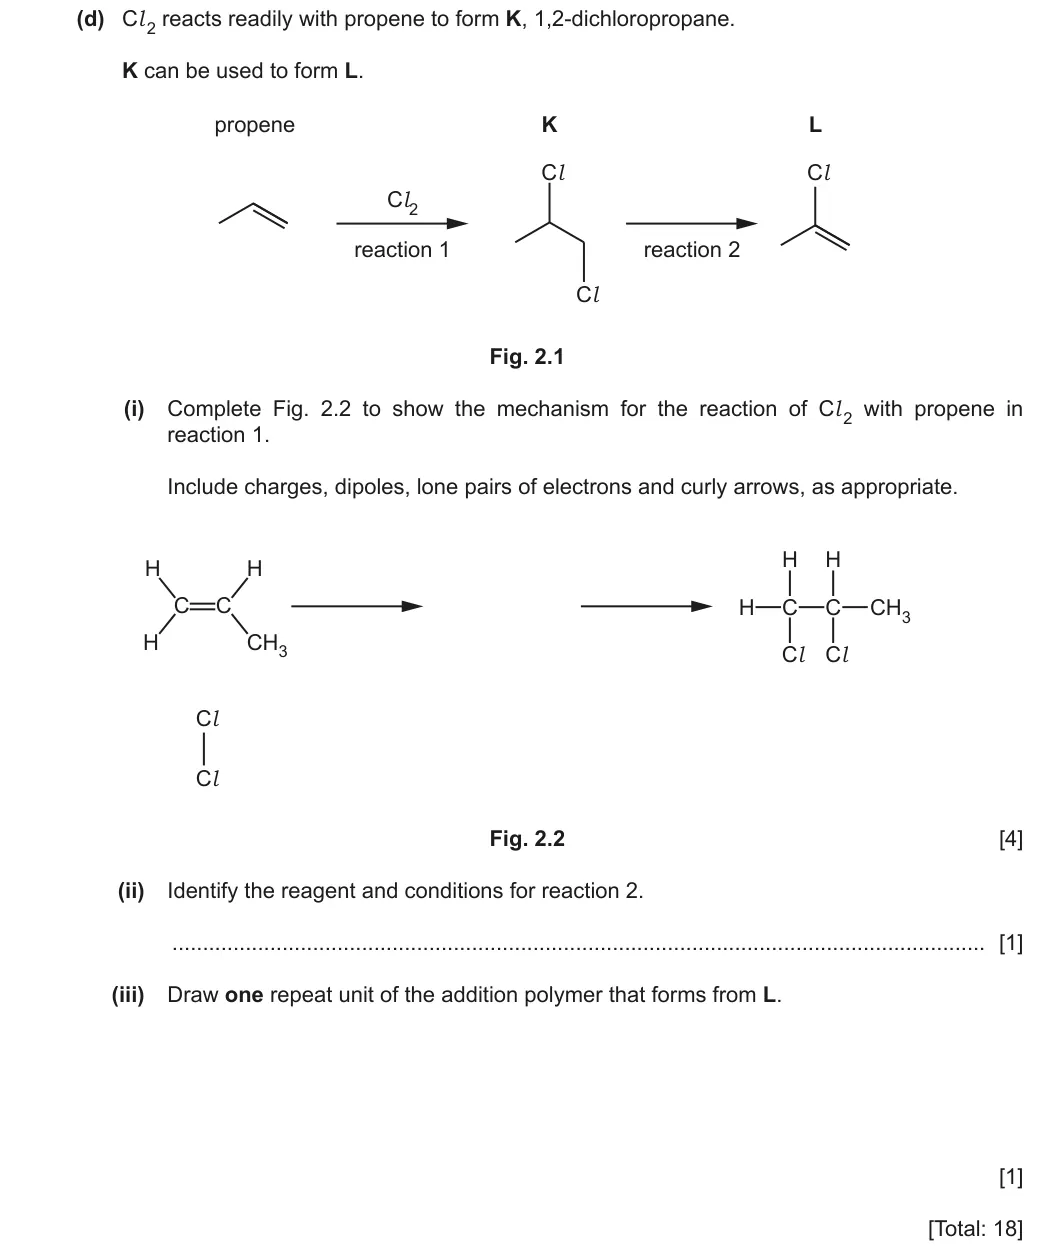 (d) Cl2 reacts readily with propene to form K, 1,2-dichloropropane.
K can be used to form L.
propene K L
Cl Cl
Cl2
reaction 1 reaction 2
Cl
Fig. 2.1
(i) Complete Fig. 2.2 to show the mechanism for the reaction of Cl2 with propene in
reaction 1.
Include charges, dipoles, lone pairs of electrons and curly arrows, as appropriate.
H H H H
C C H C C CH3
H CH3 Cl Cl
Cl
Cl
Fig. 2.2 [4]
(ii) Identify the reagent and conditions for reaction 2.
........................................................................................................................................ [1]
(iii) Draw one repeat unit of the addition polymer that forms from L.
[1]
[Total: 18]